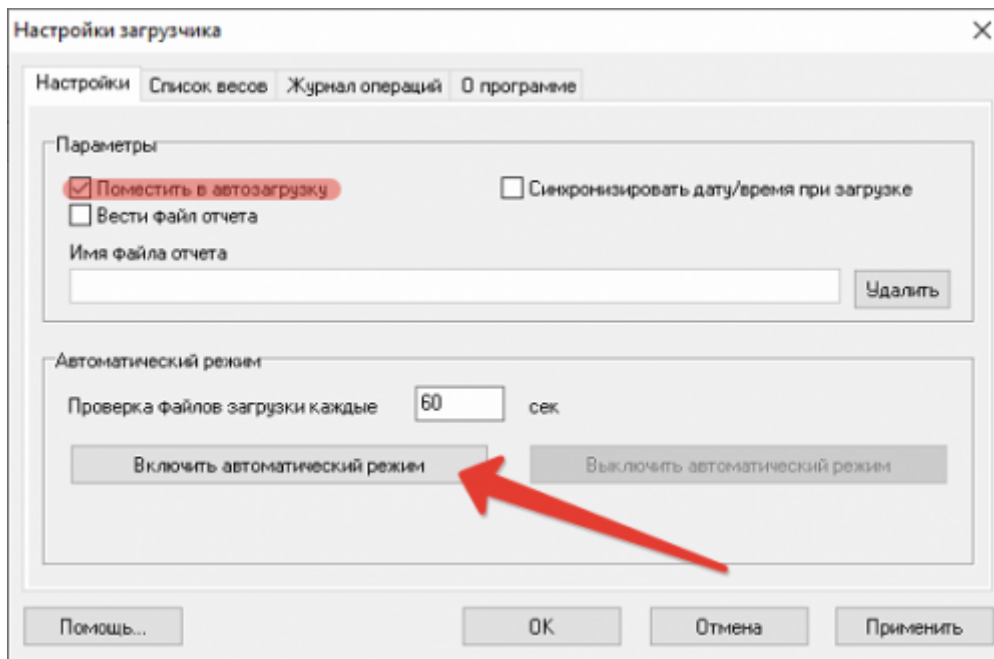 Настройки загрузчика
Настройки Список весов Журнал операций О программе
Параметры
Поместить в автозагрузку Синхронизировать дату/время при загрузке
Вести файл отчета
Имя файла отчета
Удалить
Автоматический режим
Проверка файлов загрузки каждые 60 сек
Включить автоматический режим Выключить автоматический режим
Помощь... ОК Отмена Применить